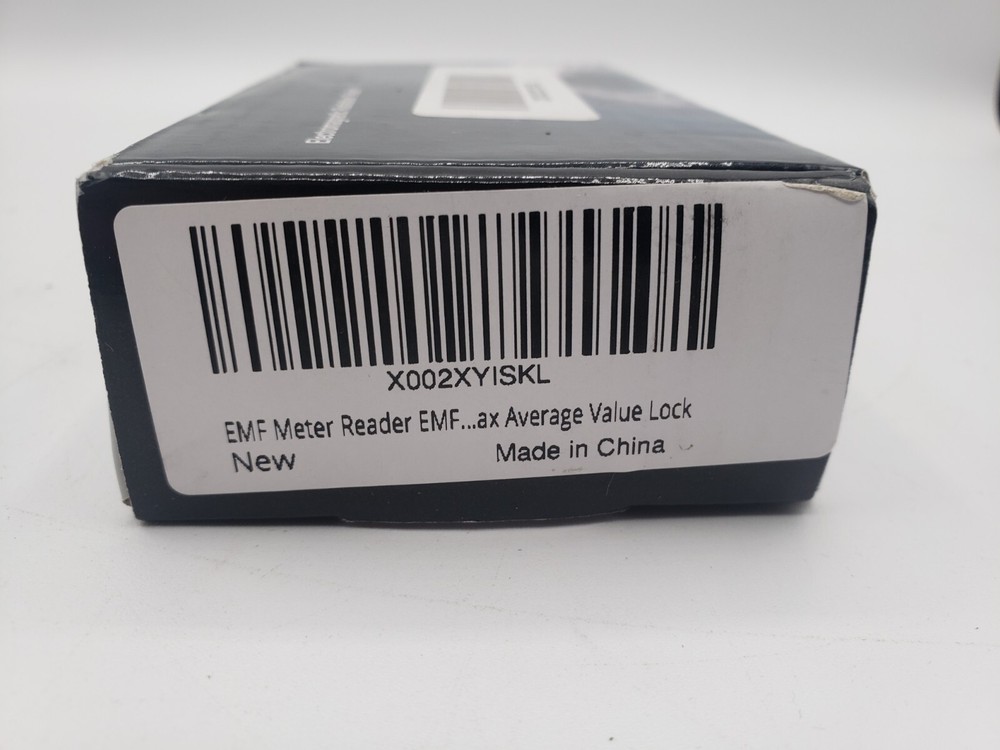 X002XYISKL
EMF Meter Reader EMF...ax Average Value Lock
New
Made in China